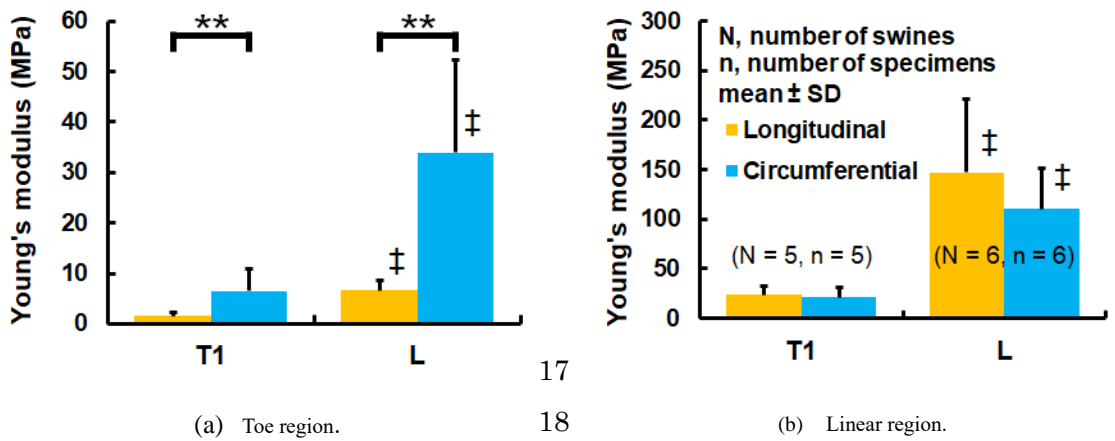 60
50
40
30
20
10
0
Young's modulus (MPa)
**
**
‡
‡
T1
L
(a) Toe region.
17
18
300
250
200
150
100
50
0
Young's modulus (MPa)
N, number of swines
n, number of specimens
mean ± SD
Longitudinal
Circumferential
‡
‡
(N = 5, n = 5)
(N = 6, n = 6)
T1
L
(b) Linear region.